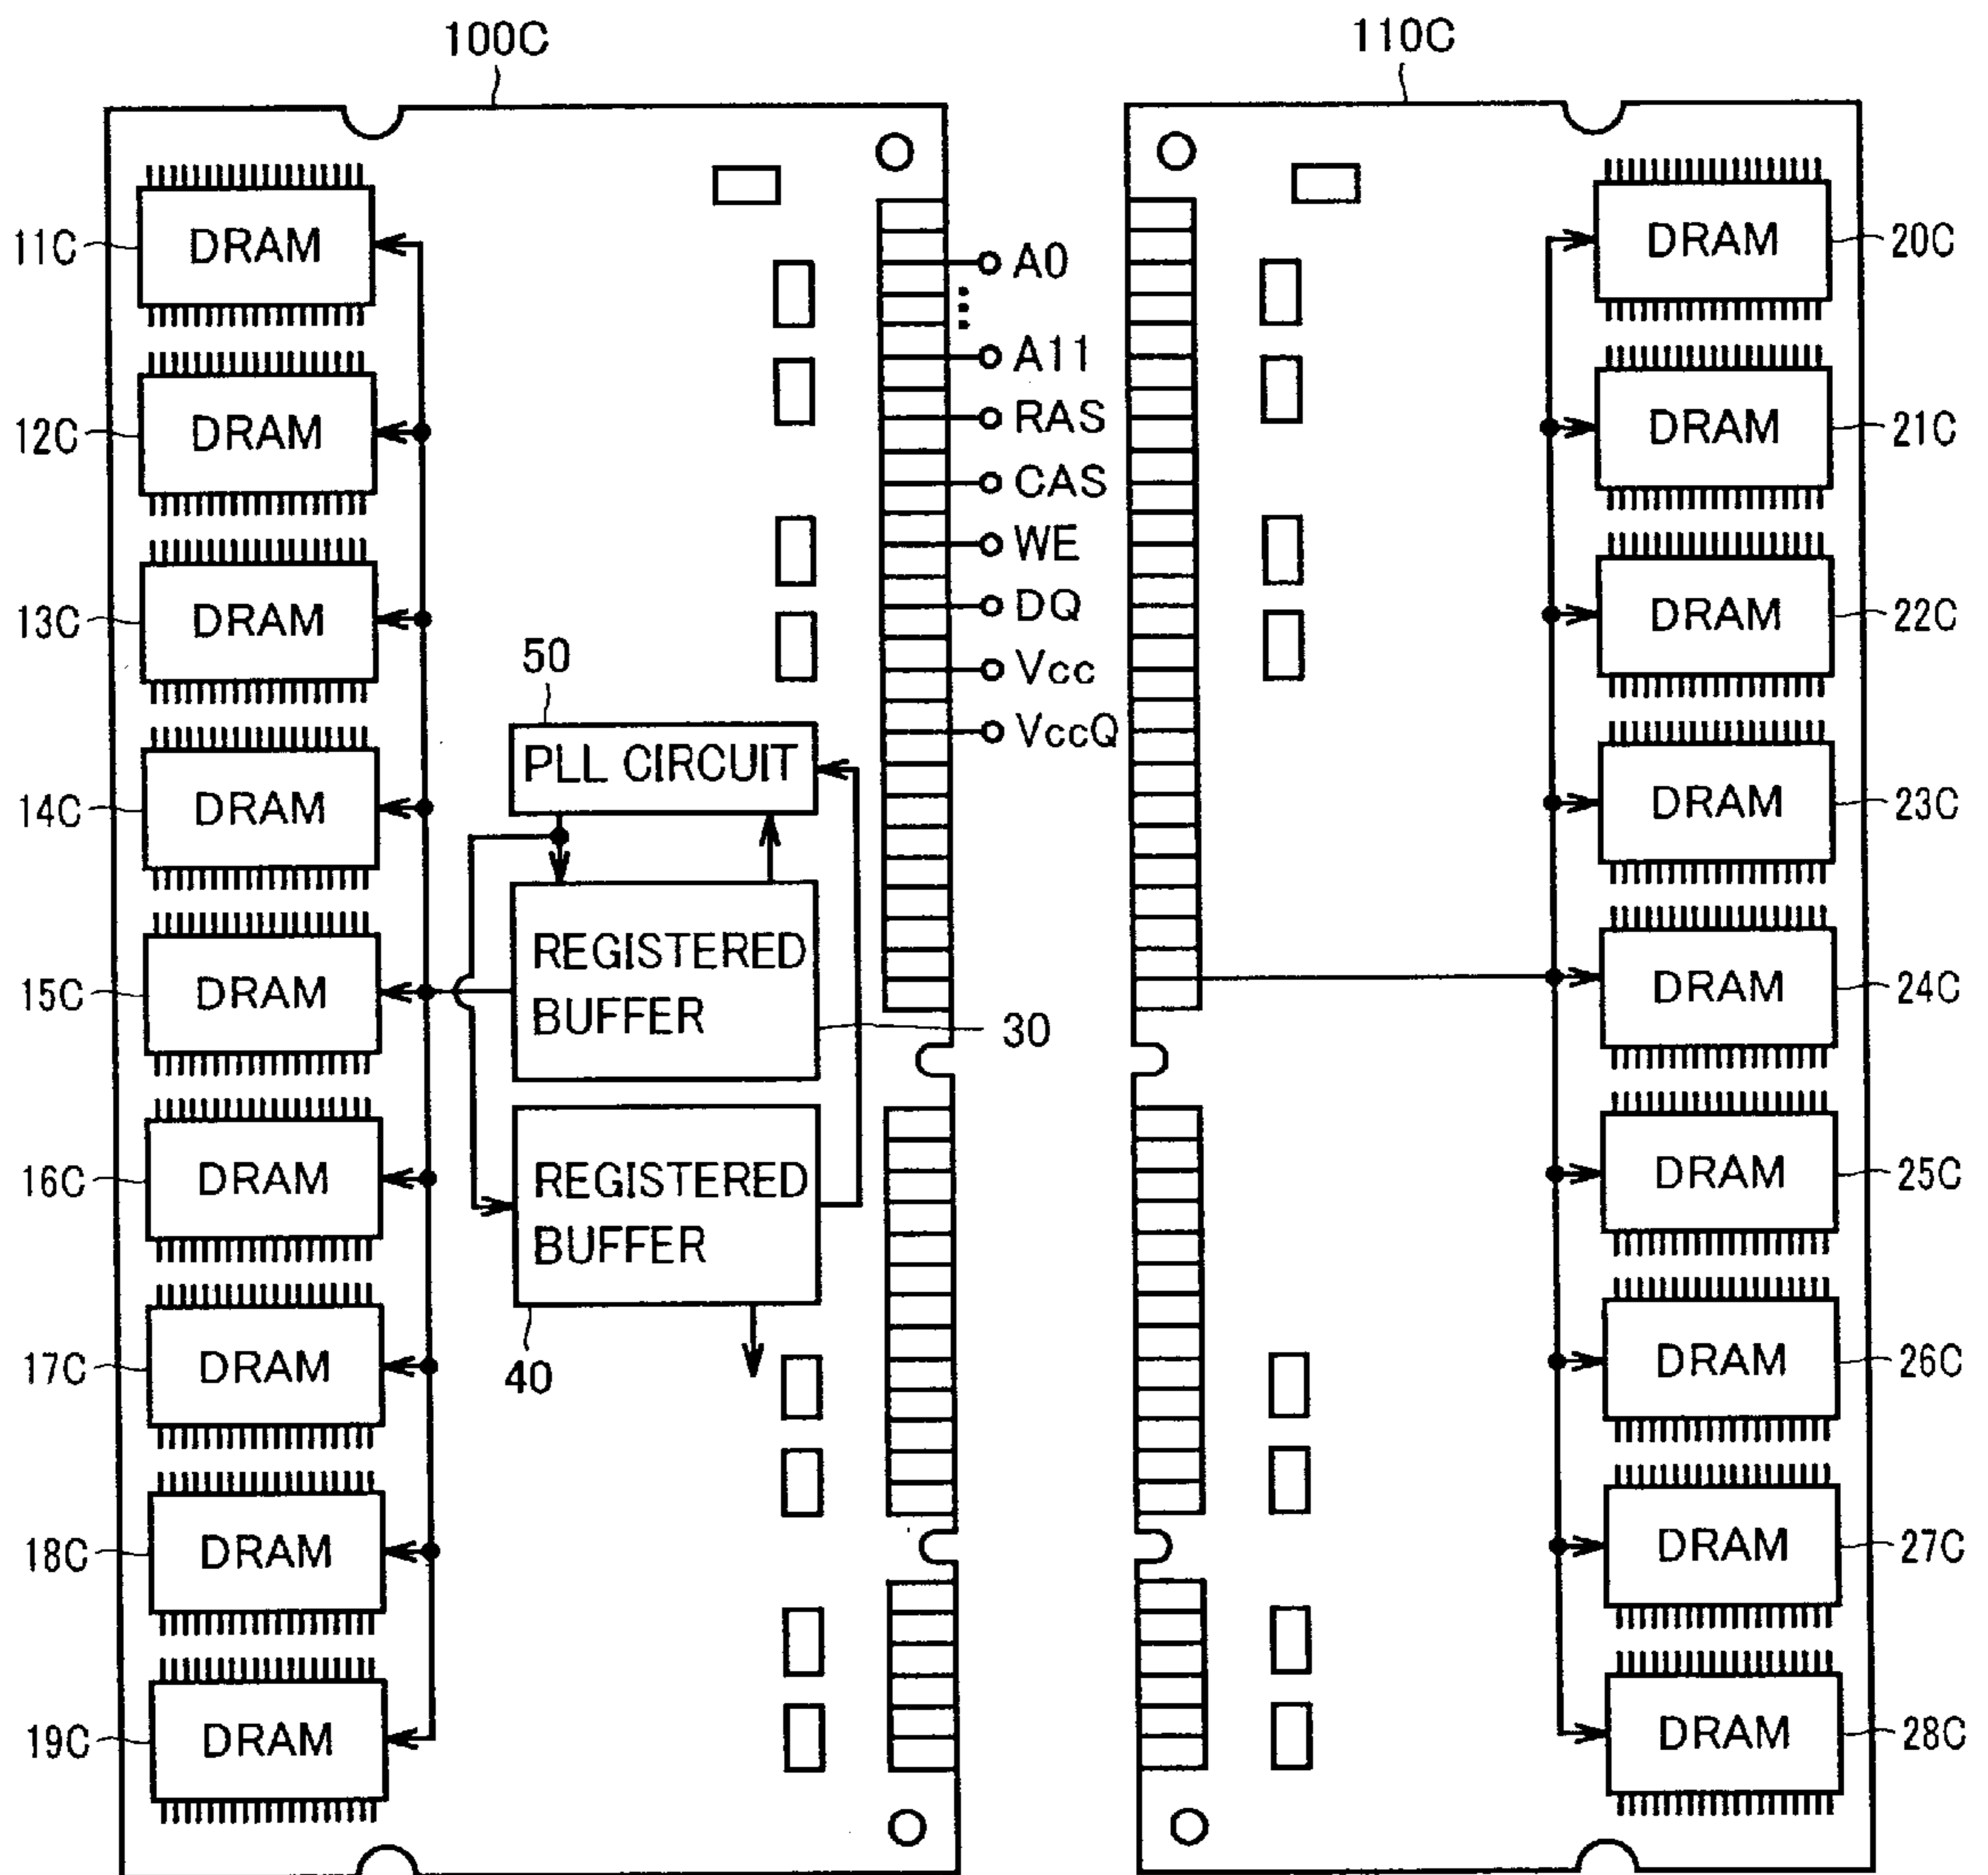 100C
110C
11C
DRAM
12C
DRAM
13C
DRAM
14C
DRAM
15C
DRAM
16C
DRAM
17C
DRAM
18C
DRAM
19C
DRAM
50
PLL CIRCUIT
REGISTERED
BUFFER
30
REGISTERED
BUFFER
40
A0
A11
RAS
CAS
WE
DQ
Vcc
VccQ
DRAM
20C
DRAM
21C
DRAM
22C
DRAM
23C
DRAM
24C
DRAM
25C
DRAM
26C
DRAM
27C
DRAM
28C